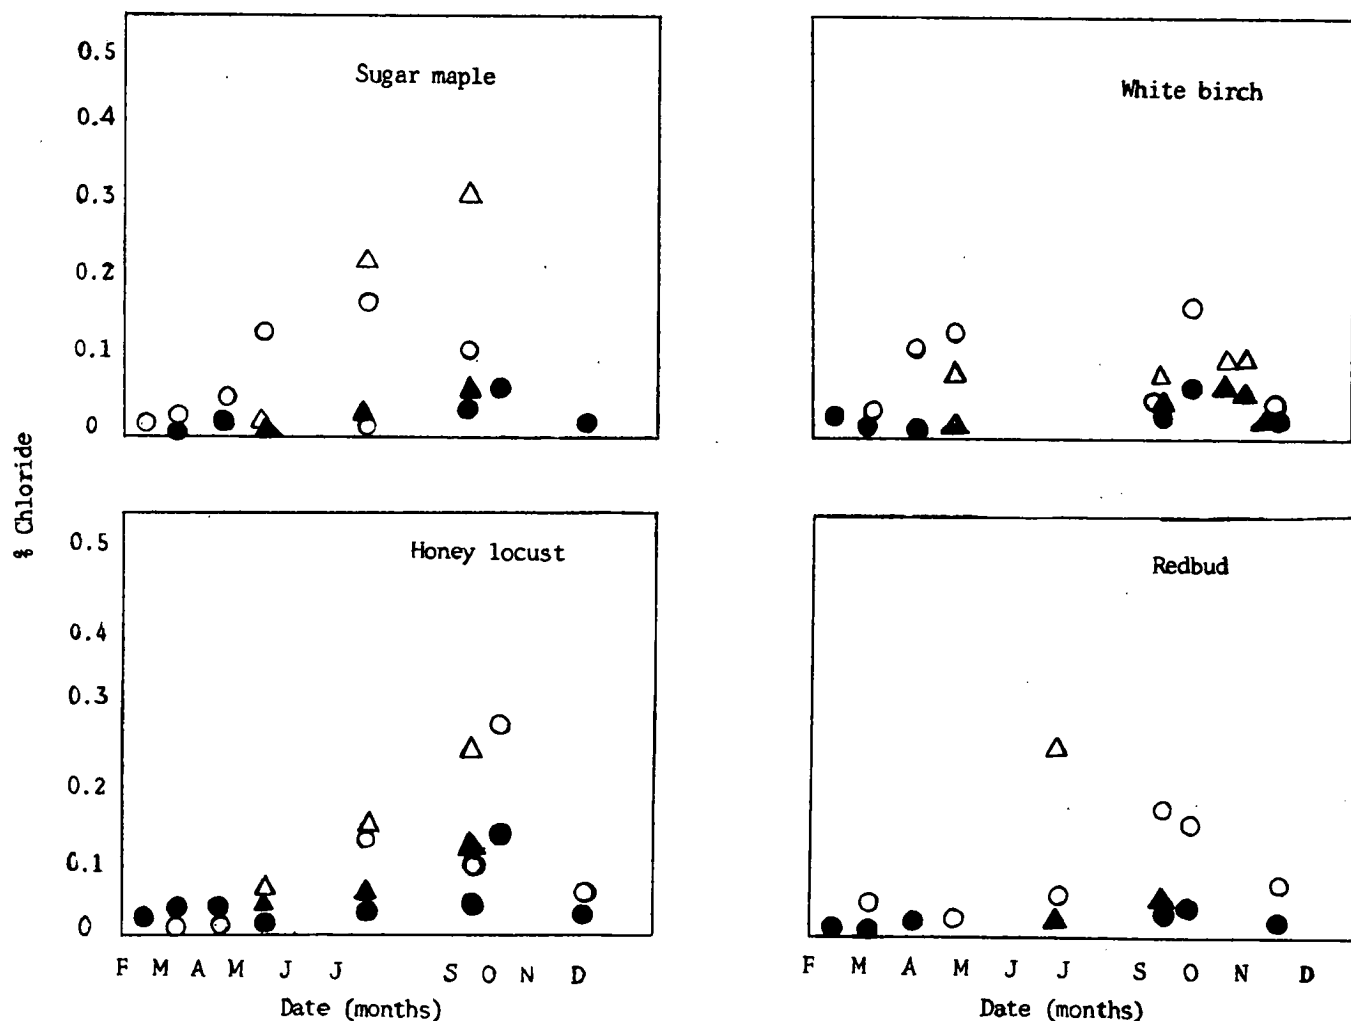 Sugar maple
0.5
0.4
0.3
0.2
0.1
0
White birch
% Chloride
Honey locust
0.5
0.4
0.3
0.2
0.1
0
Redbud
F M A M J J S O N D
Date (months)
F M A M J J S O N D
Date (months)